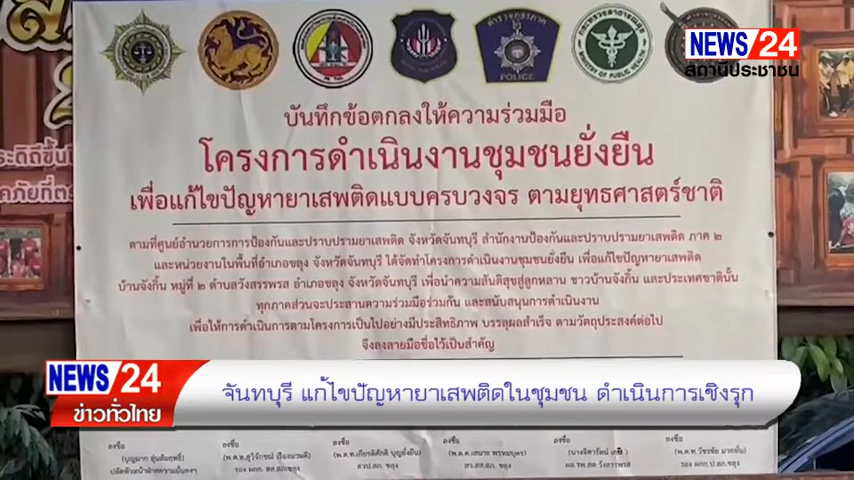 NEWS/24
สถานีประชาชน
POLICE
MINISTRY OF PUBLIC HEALTH
บันทึกข้อตกลงให้ความร่วมมือ
โครงการดำเนินงานชุมชนยั่งยืน
เพื่อแก้ไขปัญหายาเสพติดแบบครบวงจร ตามยุทธศาสตร์ชาติ
ตามที่ศูนย์อำนวยการการป้องกันและปราบปรามยาเสพติด จังหวัดจันทบุรี สำนักงานป้องกันและปราบปรามยาเสพติด ภาค ๒
และหน่วยงานในพื้นที่อำเภอขลุง จังหวัดจันทบุรี ได้จัดทำโครงการดำเนินงานชุมชนยั่งยืน เพื่อแก้ไขปัญหายาเสพติด
บ้านจังกิ้น หมู่ที่ ๒ ตำบลวังสรรพรส อำเภอขลุง จังหวัดจันทบุรี เพื่อนำความสันติสุขสู่ลูกหลาน ชาวบ้านจังกิ้น และประเทศชาตินั้น
ทุกภาคส่วนจะประสานความร่วมมือร่วมกัน และสนับสนุนการดำเนินงาน
เพื่อให้การดำเนินการตามโครงการเป็นไปอย่างมีประสิทธิภาพ บรรลุผลสำเร็จ ตามวัตถุประสงค์ต่อไป
จึงลงลายมือชื่อไว้เป็นสำคัญ
NEWS/24
ข่าวทั่วไทย
จันทบุรี แก้ไขปัญหายาเสพติดในชุมชน ดำเนินการเชิงรุก
ลงชื่อ ลงชื่อ ลงชื่อ ลงชื่อ ลงชื่อ ลงชื่อ